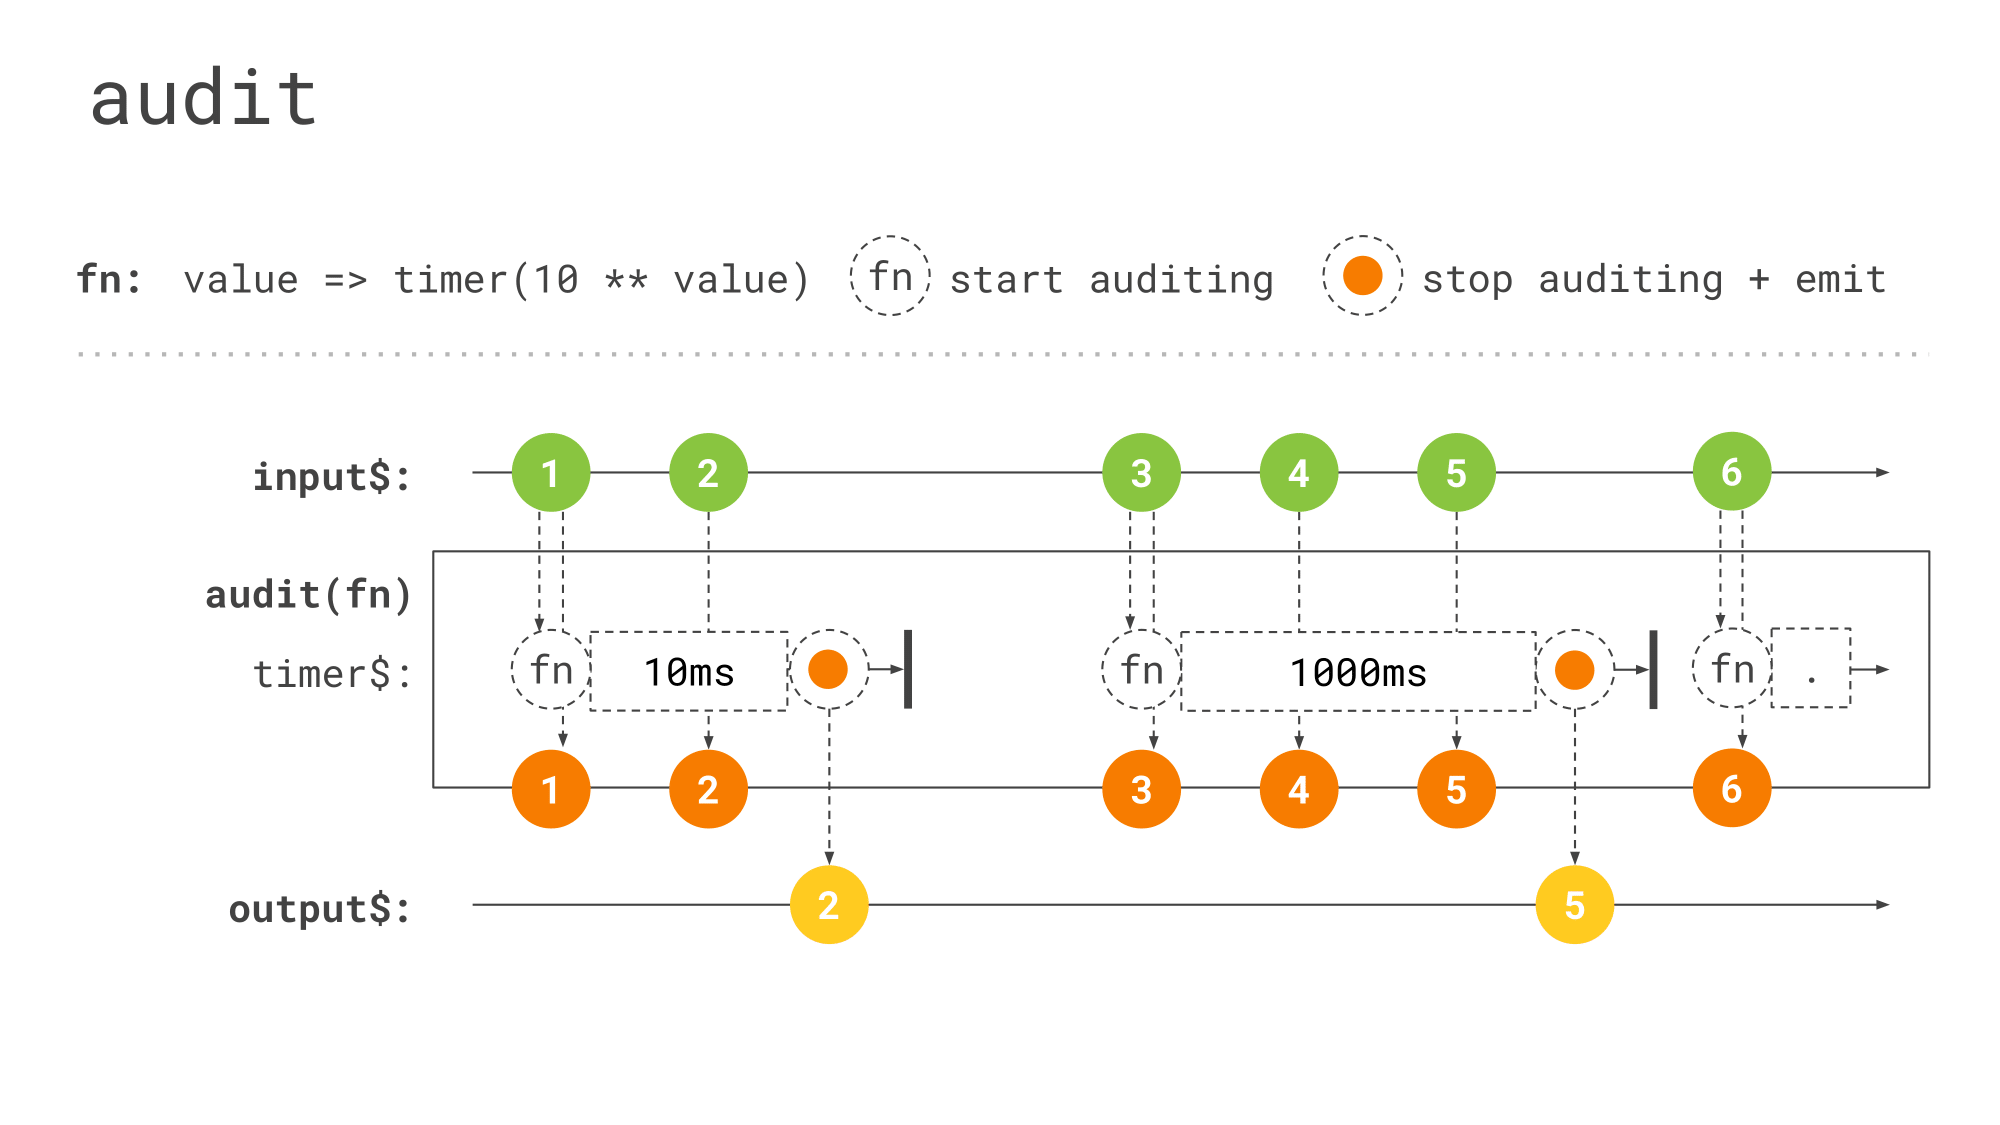 audit
fn: value => timer(10 ** value) fn start auditing stop auditing + emit
input$: 1 2 3 4 5 6
audit(fn)
timer$: fn 10ms fn 1000ms fn .
1 2 3 4 5 6
output$: 2 5